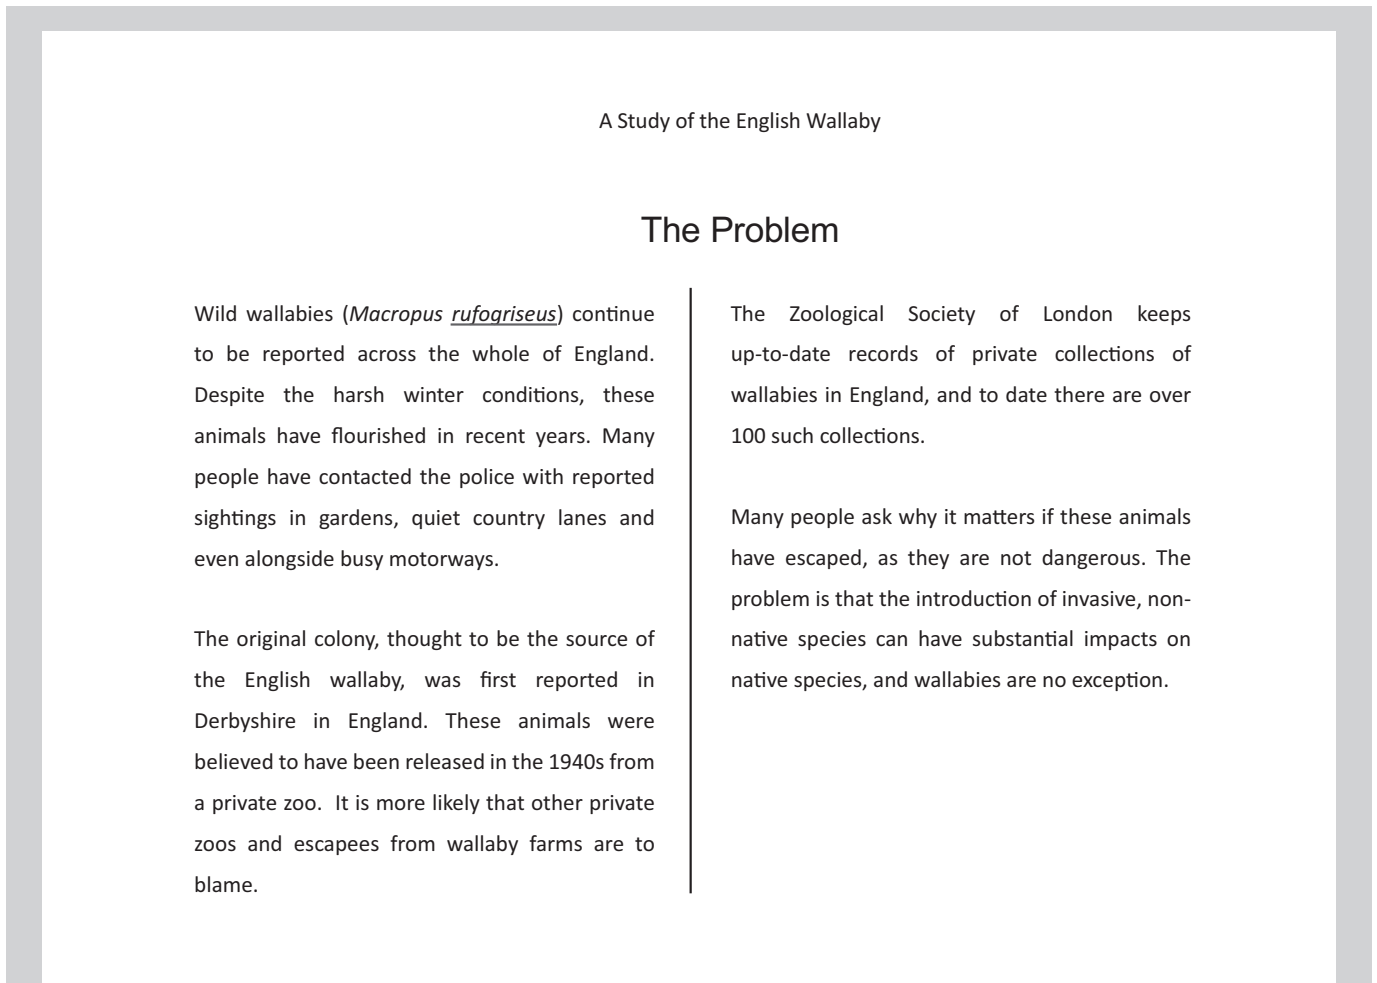 A Study of the English Wallaby
The Problem
Wild wallabies (Macropus rufogriseus) continue
to be reported across the whole of England.
Despite the harsh winter conditions, these
animals have flourished in recent years. Many
people have contacted the police with reported
sightings in gardens, quiet country lanes and
even alongside busy motorways.
The original colony, thought to be the source of
the English wallaby, was first reported in
Derbyshire in England. These animals were
believed to have been released in the 1940s from
a private zoo.  It is more likely that other private
zoos and escapees from wallaby farms are to
blame.
The Zoological Society of London keeps
up-to-date records of private collections of
wallabies in England, and to date there are over
100 such collections.
Many people ask why it matters if these animals
have escaped, as they are not dangerous. The
problem is that the introduction of invasive, non-
native species can have substantial impacts on
native species, and wallabies are no exception.